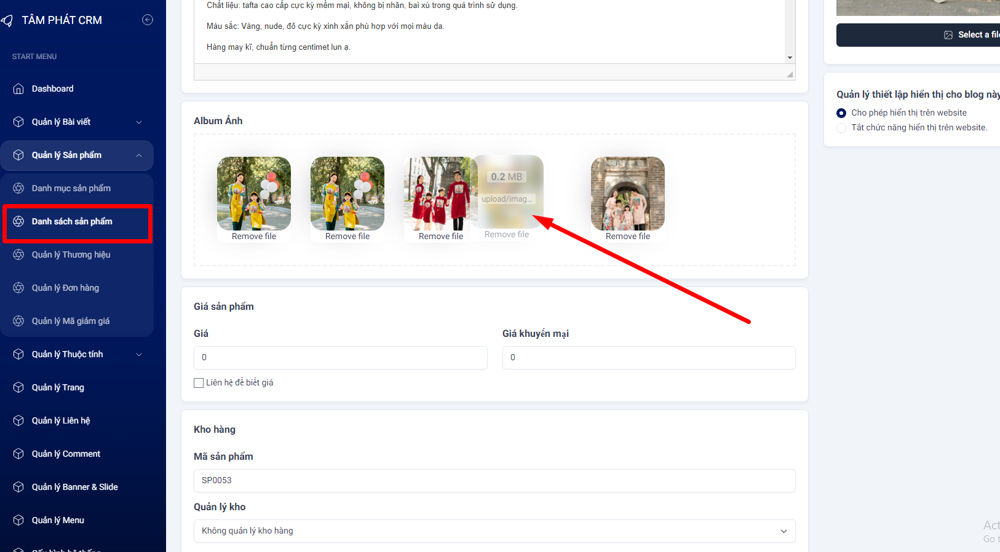 TÂM PHÁT CRM
START MENU
Dashboard
Quản lý Bài viết
Quản lý Sản phẩm
Danh mục sản phẩm
Danh sách sản phẩm
Quản lý Thương hiệu
Quản lý Đơn hàng
Quản lý Mã giảm giá
Quản lý Thuộc tính
Quản lý Trang
Quản lý Liên hệ
Quản lý Comment
Quản lý Banner & Slide
Quản lý Menu
Chất liệu: tafta cao cấp cực kỳ mềm mại, không bị nhăn, bai xù trong quá trình sử dụng.
Màu sắc: Vàng, nude, đỏ cực kỳ xinh xắn phù hợp với mọi màu da.
Hàng may kĩ, chuẩn từng centimet lun ạ.
Album Ảnh
0.2 MB
upload/imag...
Remove file
Remove file
Remove file
Remove file
Remove file
Giá sản phẩm
Giá
Giá khuyến mại
0
0
Liên hệ để biết giá
Kho hàng
Mã sản phẩm
SP0053
Quản lý kho
Không quản lý kho hàng
Select a file
Quản lý thiết lập hiển thị cho blog này
Cho phép hiển thị trên website
Tắt chức năng hiển thị trên website.
Act
Go t